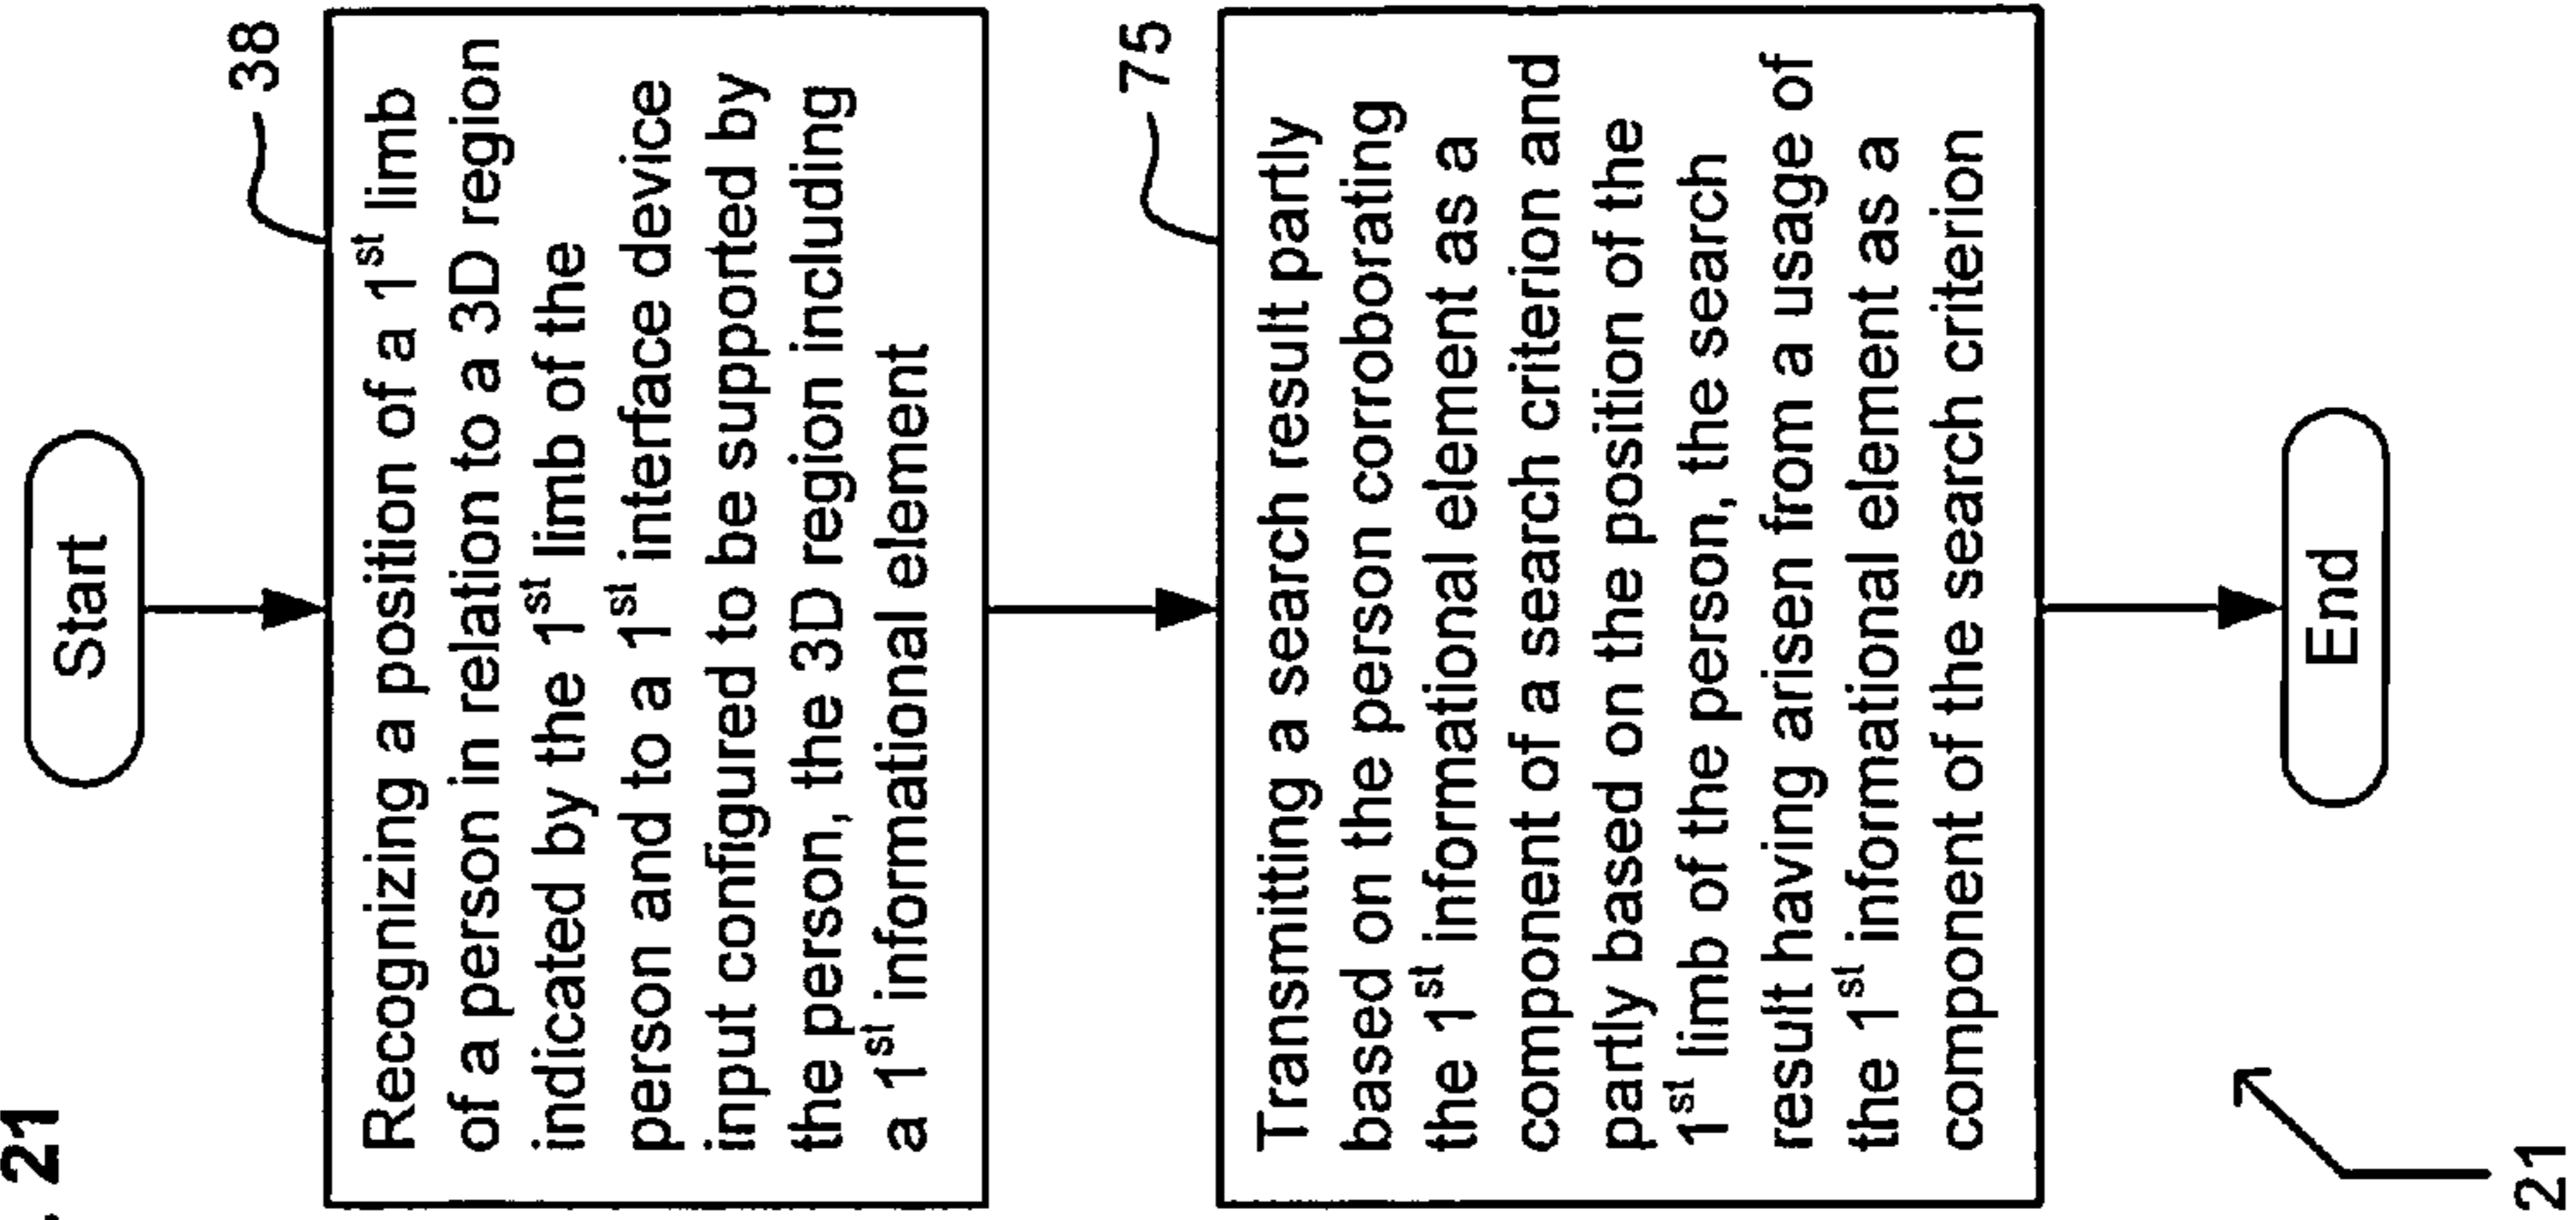 . 21
Start
38
Recognizing a position of a 1st limb
of a person in relation to a 3D region
indicated by the 1st limb of the
person and to a 1st interface device
input configured to be supported by
the person, the 3D region including
a 1st informational element
75
Transmitting a search result partly
based on the person corroborating
the 1st informational element as a
component of a search criterion and
partly based on the position of the
1st limb of the person, the search
result having arisen from a usage of
the 1st informational element as a
component of the search criterion
End
21